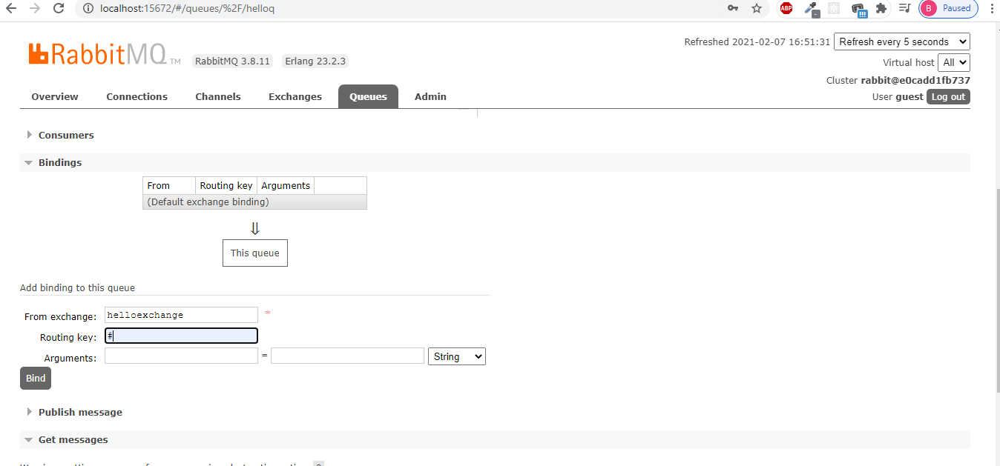 localhost:15672/#/queues/%2F/helloq
ABP
B Paused
RabbitMQ TM RabbitMQ 3.8.11 Erlang 23.2.3
Refreshed 2021-02-07 16:51:31 Refresh every 5 seconds
Virtual host All
Cluster rabbit@e0cadd1fb737
User guest Log out
Overview Connections Channels Exchanges Queues Admin
Consumers
Bindings
From Routing key Arguments
(Default exchange binding)
⇓
This queue
Add binding to this queue
From exchange: helloexchange *
Routing key: #
Arguments: = String
Bind
Publish message
Get messages